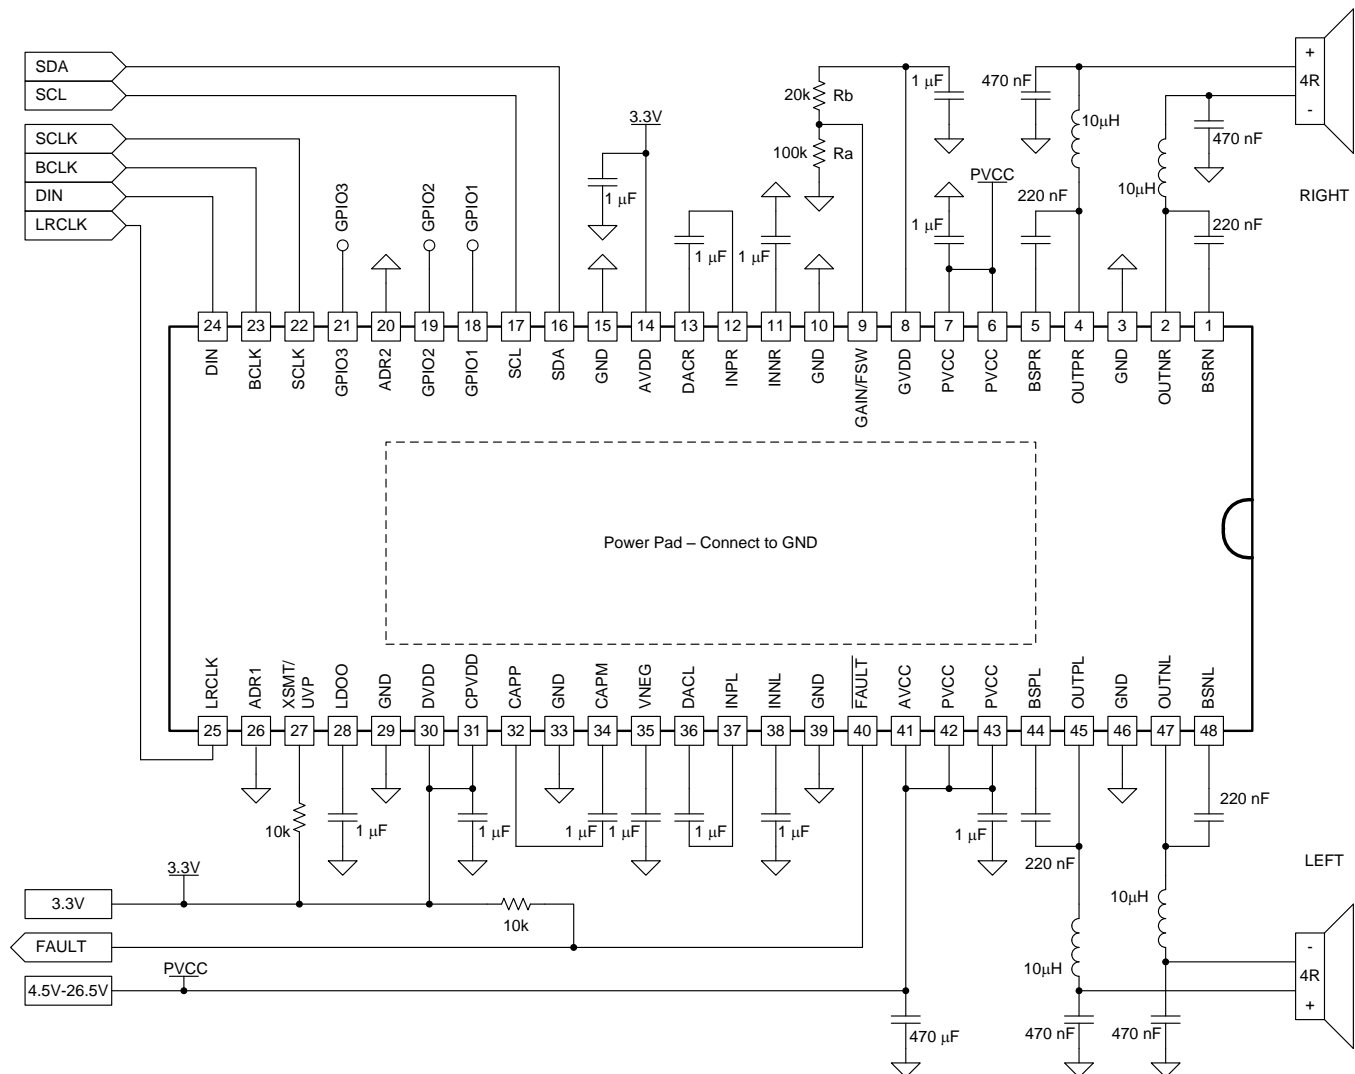 SDA
SCL
SCLK
BCLK
DIN
LRCLK
GPIO3
GPIO2
GPIO1
3.3V
1 µF
1 µF
1 µF
20k
Rb
100k
Ra
1 µF
PVCC
1 µF
470 nF
10µH
220 nF
10µH
470 nF
220 nF
+
4R
-
RIGHT
24
23
22
21
20
19
18
17
16
15
14
13
12
11
10
9
8
7
6
5
4
3
2
1
DIN
BCLK
SCLK
GPIO3
ADR2
GPIO2
GPIO1
SCL
SDA
GND
AVDD
DACR
INPR
INNR
GND
GAIN/FSW
GVDD
PVCC
PVCC
BSPR
OUTPR
GND
OUTNR
BSRN
Power Pad – Connect to GND
LRCLK
ADR1
XSMT/
UVP
LDOO
GND
DVDD
CPVDD
CAPP
GND
CAPM
VNEG
DACL
INPL
INNL
GND
FAULT
AVCC
PVCC
PVCC
BSPL
OUTPL
GND
OUTNL
BSNL
25
26
27
28
29
30
31
32
33
34
35
36
37
38
39
40
41
42
43
44
45
46
47
48
10k
1 µF
1 µF
1 µF
1 µF
1 µF
1 µF
1 µF
220 nF
220 nF
LEFT
3.3V
3.3V
10k
FAULT
PVCC
4.5V-26.5V
10µH
10µH
-
4R
+
470 µF
470 nF
470 nF